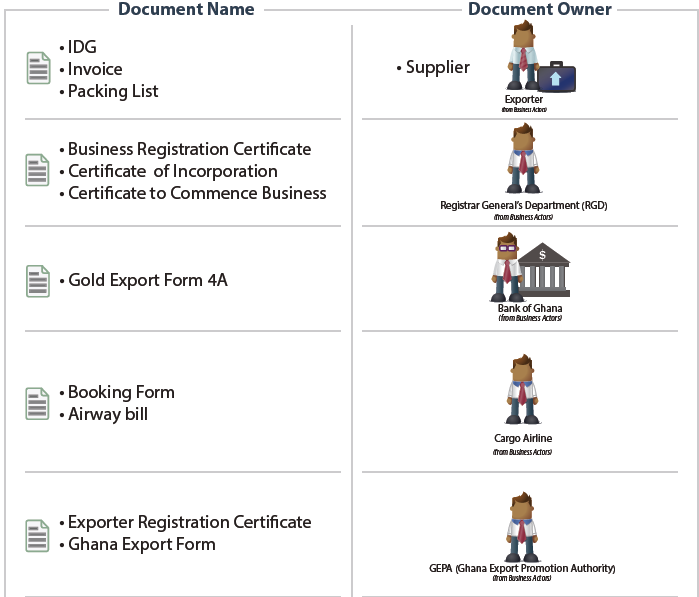 Document Name
Document Owner
• IDG
• Invoice
• Packing List
• Supplier
Exporter
(from Business Actors)
• Business Registration Certificate
• Certificate of Incorporation
• Certificate to Commence Business
Registrar General's Department (RGD)
(from Business Actors)
• Gold Export Form 4A
$
Bank of Ghana
(from Business Actors)
• Booking Form
• Airway bill
Cargo Airline
(from Business Actors)
• Exporter Registration Certificate
• Ghana Export Form
GEPA (Ghana Export Promotion Authority)
(from Business Actors)